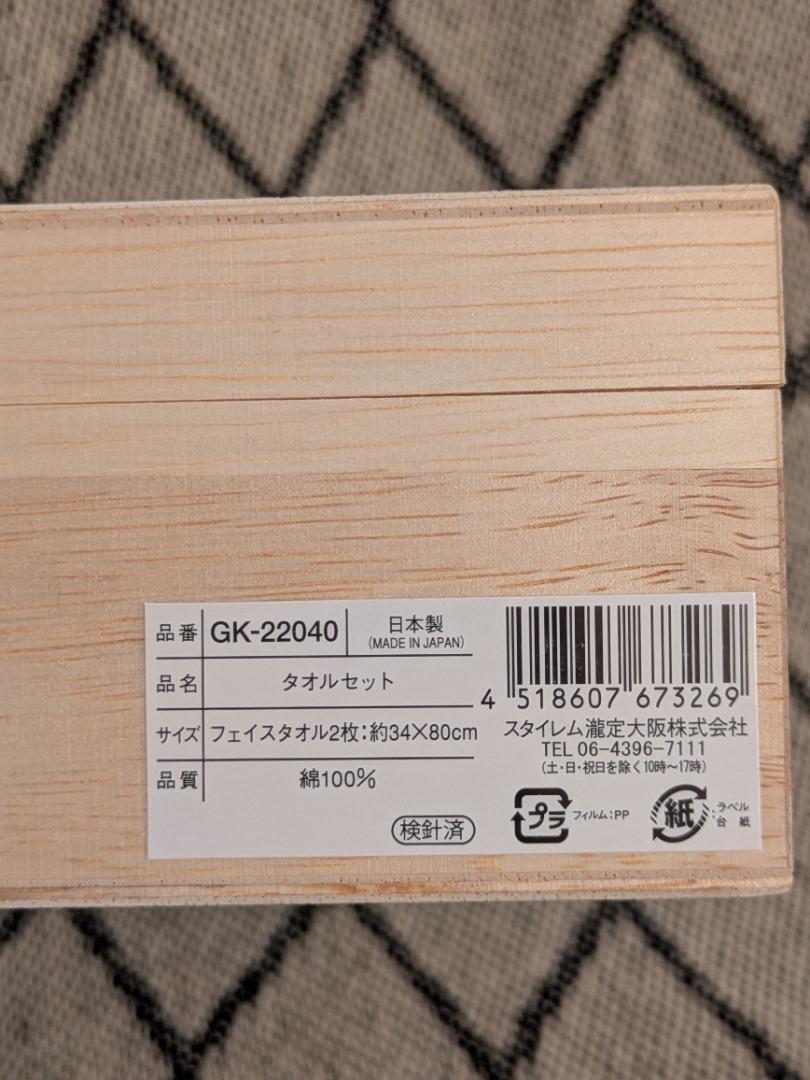 品番 GK-22040 日本製
(MADE IN JAPAN)
品名 タオルセット
サイズ フェイスタオル2枚:約34×80cm
品質 綿100%
検針済
4 518607 673269
スタイレム瀧定大阪株式会社
TEL 06-4396-7111
(土・日・祝日を除く10時〜17時)
プラ フィルム:PP
紙 ラベル
台紙